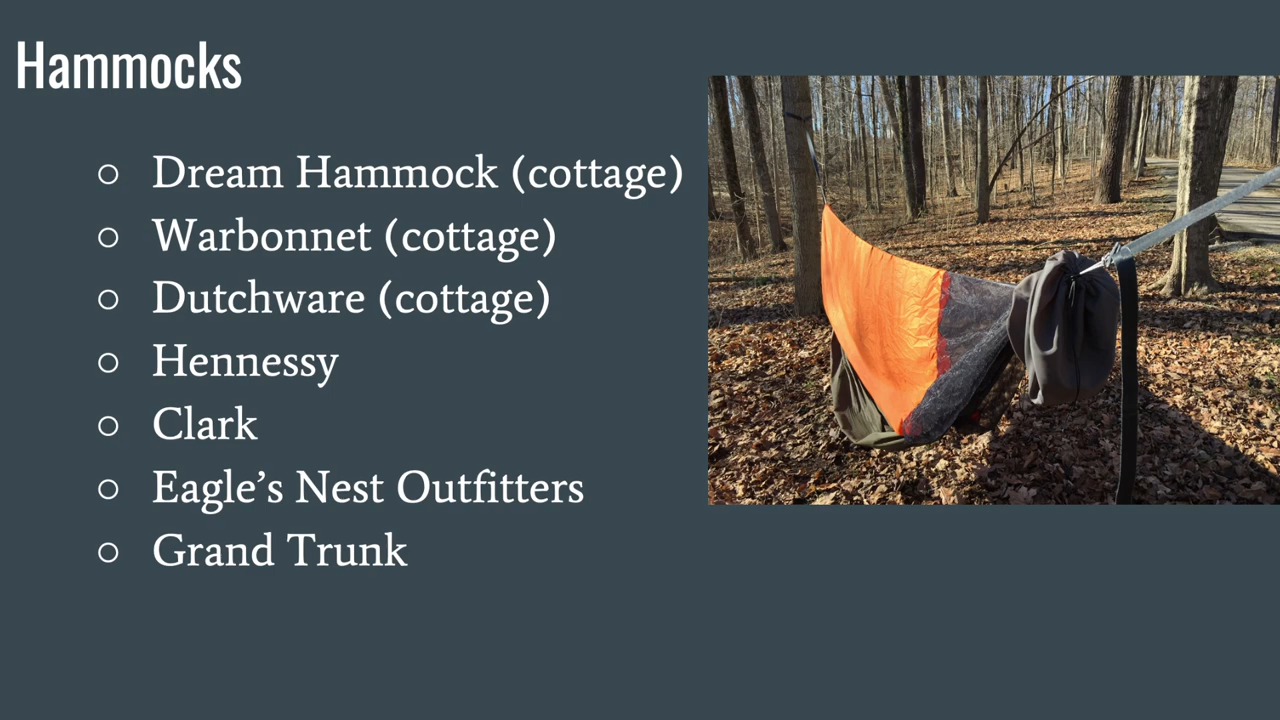 Hammocks
Dream Hammock (cottage)
Warbonnet (cottage)
Dutchware (cottage)
Hennessy
Clark
Eagle’s Nest Outfitters
Grand Trunk